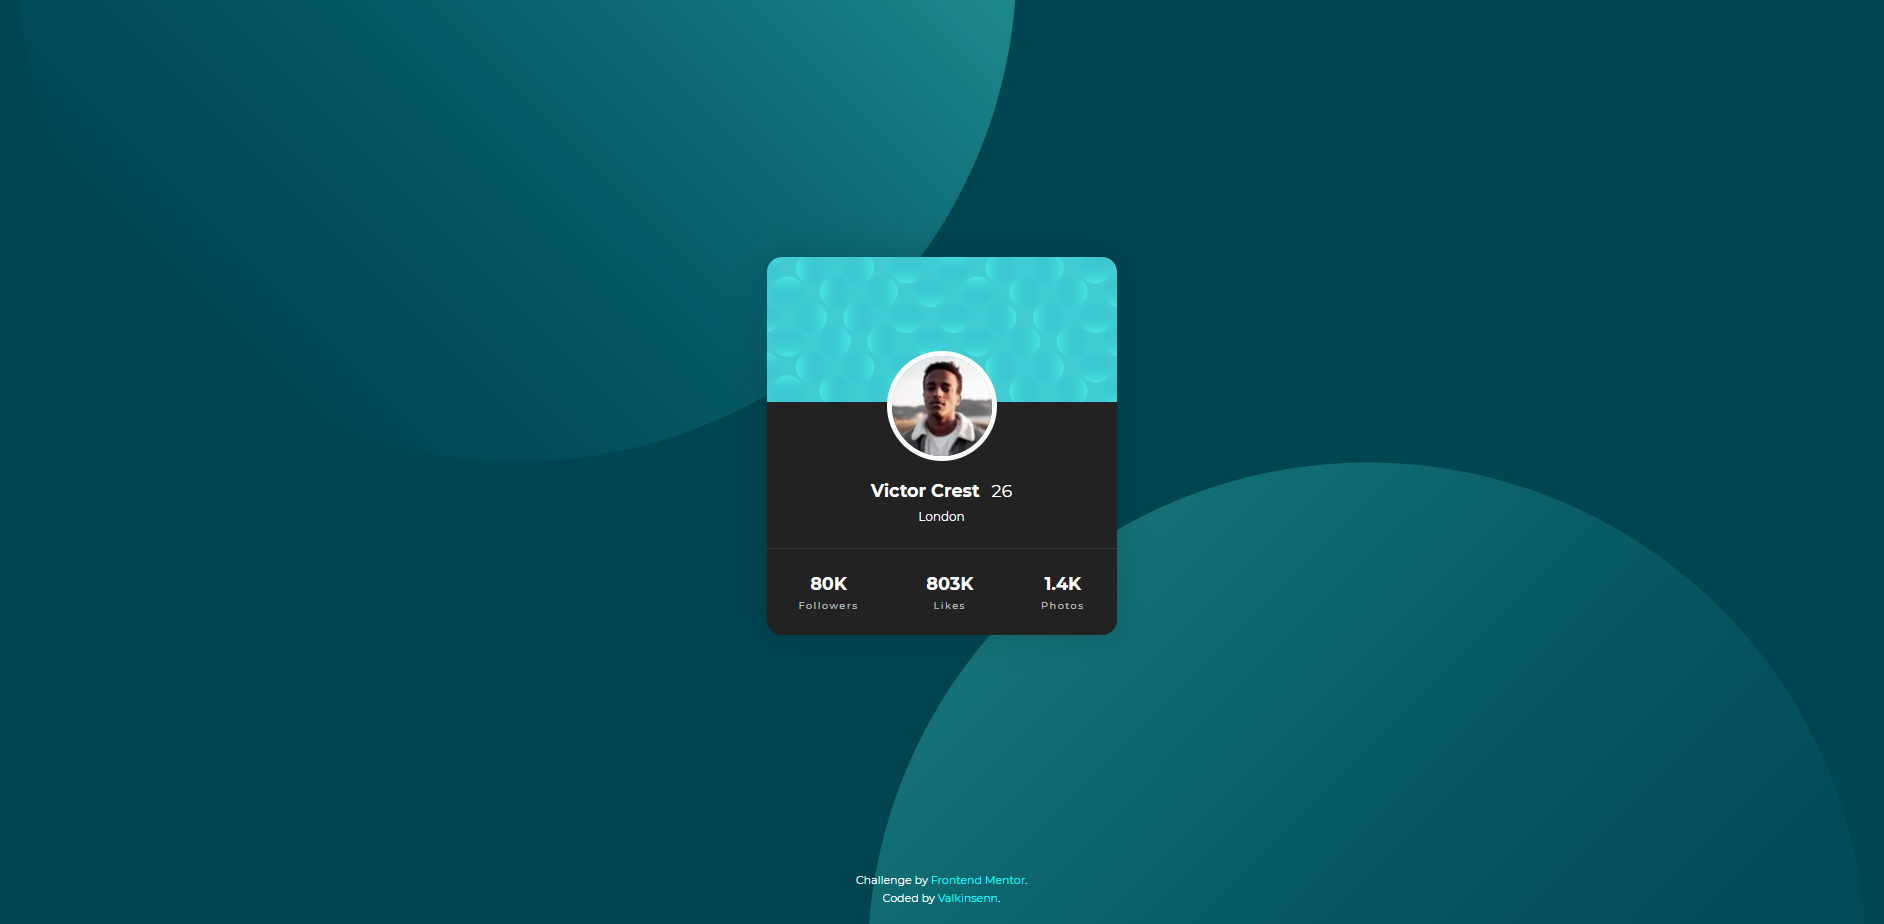 Victor Crest 26
London
80K 803K 1.4K
Followers Likes Photos
Challenge by Frontend Mentor.
Coded by Valkinsenn.